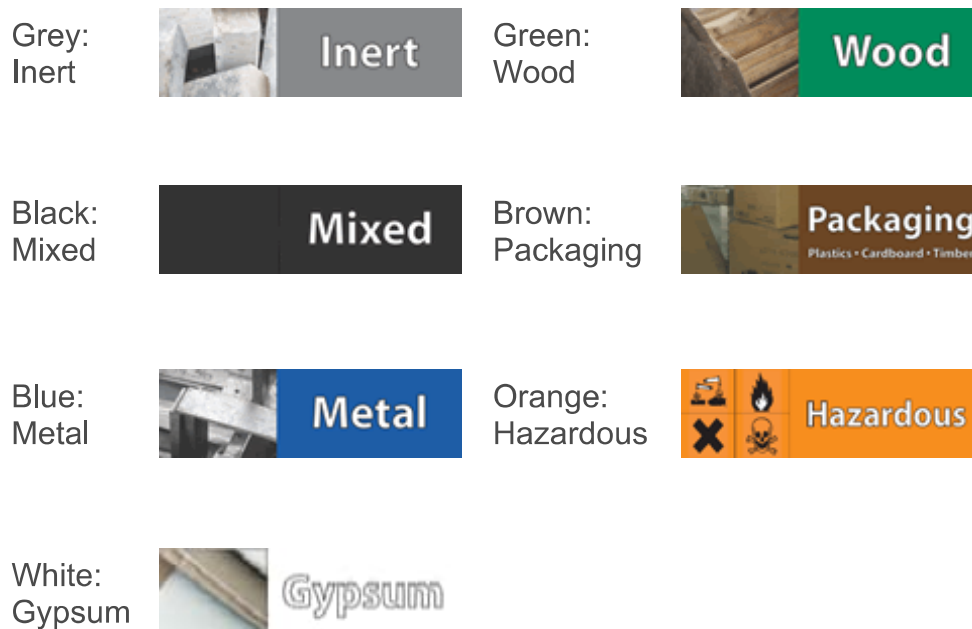 Grey:
Inert
Inert
Green:
Wood
Wood
Black:
Mixed
Mixed
Brown:
Packaging
Packaging
Plastics • Cardboard • Timber
Blue:
Metal
Metal
Orange:
Hazardous
Hazardous
White:
Gypsum
Gypsum